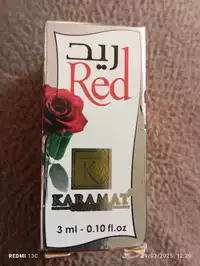 ريد
Red
K
KARAMAT
3 ml - 0.10 fl.oz
REDMI 13C